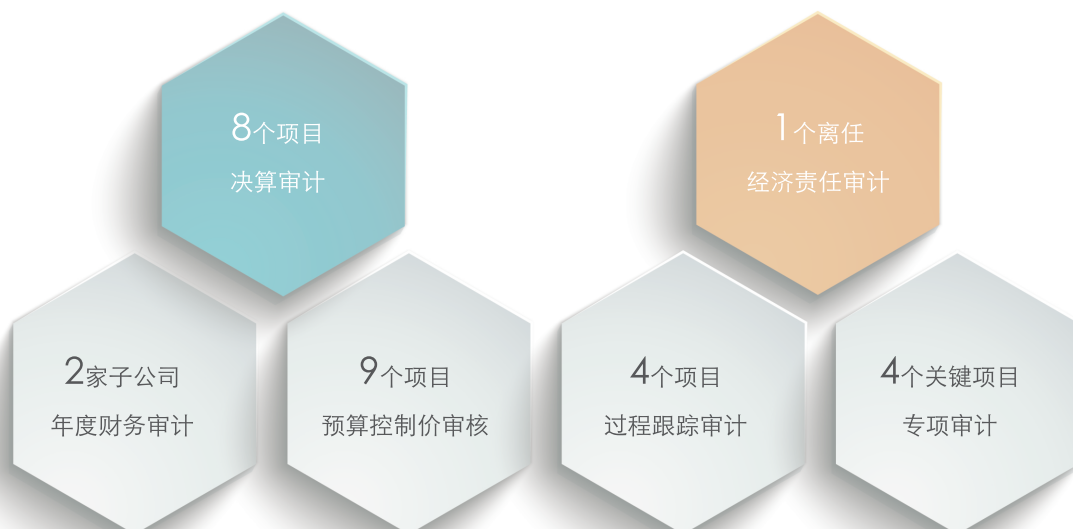 8个项目
决算审计
1个离任
经济责任审计
2家子公司
年度财务审计
9个项目
预算控制价审核
4个项目
过程跟踪审计
4个关键项目
专项审计